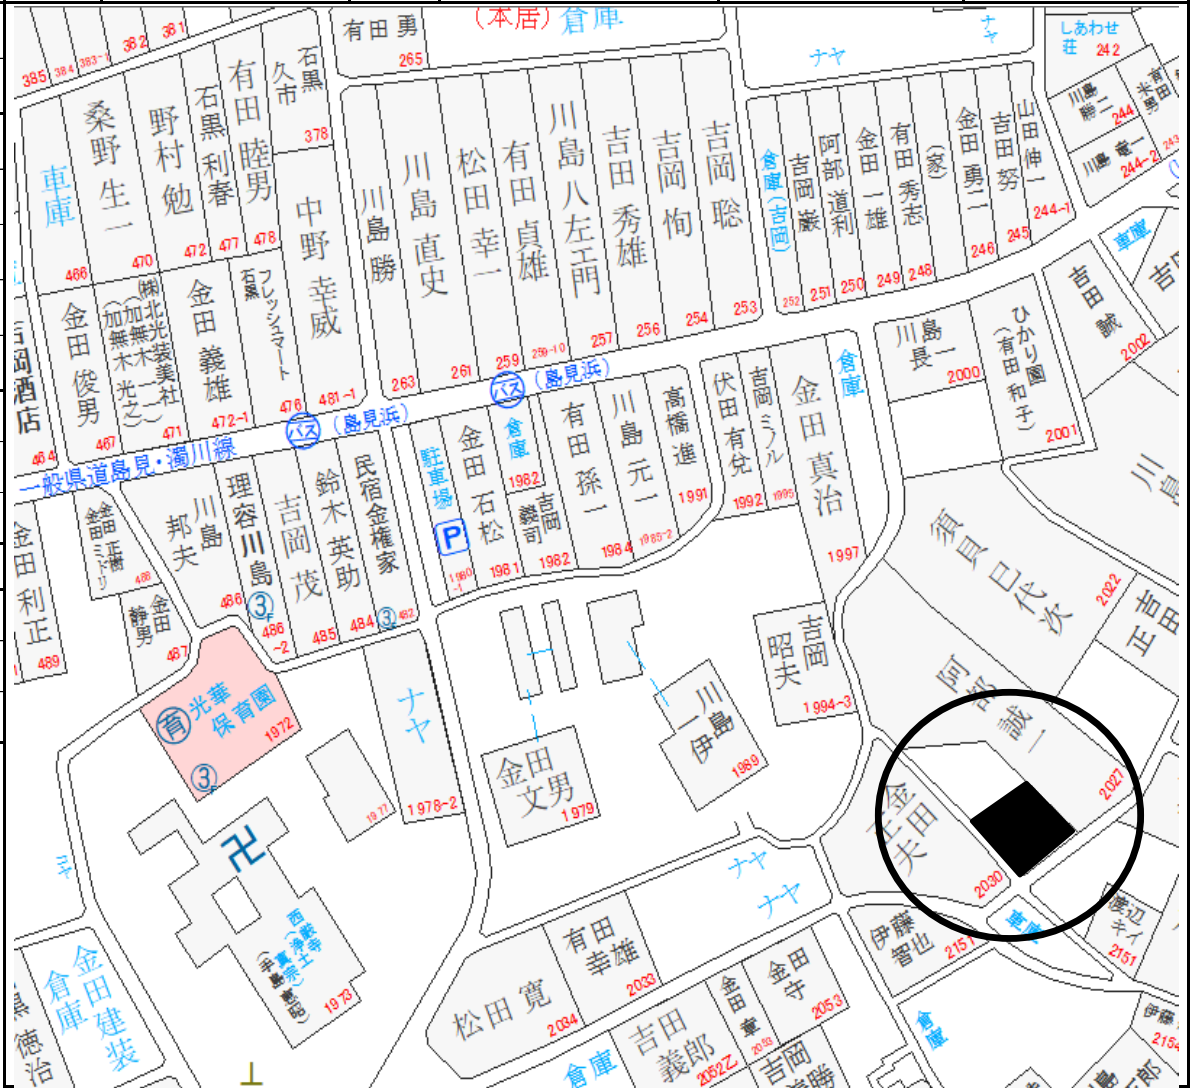 385
384
383-1
382
381
有田 勇
265
(本居)
倉庫
ナヤ
ナヤ
しあわせ荘
242
車庫
466
桑野 生一
470
野村 勉
472
石黒 利春
477
有田 睦男
478
石黒 久市
378
中野 幸威
481-1
川島 勝
263
川島 直史
261
松田 幸一
259
有田 貞雄
259-10
川島 八左エ門
257
吉田 秀雄
256
吉岡 恂
254
吉岡 聡
253
倉庫(吉岡)
252
吉岡 巌
251
阿部 道利
250
金田 一雄
249
有田 秀志
248
(家)
金田 勇二
246
吉田 努
245
山田 伸一
244-1
川島 勝二
244
244-2
車庫
吉岡酒店
464
金田 俊男
467
㈱北光装美社
(加無木 一)
(加無木 光之)
471
金田 義雄
472-1
フレッシュマート
石黒
476
バス(島見浜)
バス(島見浜)
一般県道島見・濁川線
金田 利正
489
金田 正樹
金田 ミドリ
488
金田 静男
487
川島 邦夫
486
理容川島
3F
486-2
吉岡 茂
485
鈴木 英助
484
民宿金権家
3
482
駐車場
P
1980-1
金田 石松
1981
倉庫
1982
吉岡 義司
1982
有田 孫一
1984
川島 元一
1985-2
高橋 進
1991
伏田 有兌
1992
吉岡 ミノル
1995
金田 真治
1997
倉庫
川島 長一
2000
ひかり園
(有田 和子)
2001
吉田 誠
2002
川島
須貝 巳代次
2022
吉田 正
阿部 誠一
2027
金田 正夫
2030
吉岡 昭夫
1994-3
川島 伊一
1989
金田 文男
1979
ナヤ
1978-2
1977
有 光華保育園
3F
1972
卍
西(浄土真宗)
1973
ナヤ
倉庫
金田建装
徳治
松田 寛
2034
有田 幸雄
2033
ナヤ
ナヤ
吉田 義郎
2052乙
金田 章
2053
金田 守
2053
倉庫
伊藤 智也
2151
車庫
渡辺 キイ
2151
倉庫
伊藤
2154